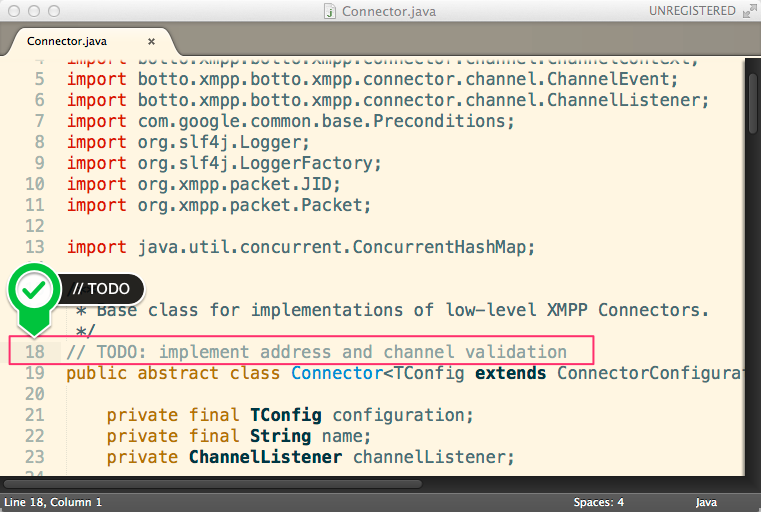 Connector.java
UNREGISTERED
Connector.java ×
4 import botto.xmpp.botto.xmpp.connector.channel.ChannelContext;
5 import botto.xmpp.botto.xmpp.connector.channel.ChannelEvent;
6 import botto.xmpp.botto.xmpp.connector.channel.ChannelListener;
7 import com.google.common.base.Preconditions;
8 import org.slf4j.Logger;
9 import org.slf4j.LoggerFactory;
10 import org.xmpp.packet.JID;
11 import org.xmpp.packet.Packet;
12
13 import java.util.concurrent.ConcurrentHashMap;
// TODO
* Base class for implementations of low-level XMPP Connectors.
*/
18 // TODO: implement address and channel validation
19 public abstract class Connector<TConfig extends ConnectorConfigurat
20
21 private final TConfig configuration;
22 private final String name;
23 private ChannelListener channelListener;
24
Line 18, Column 1
Spaces: 4
Java